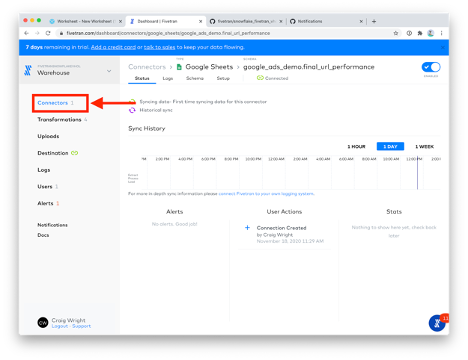 Worksheet - New Worksheet
Dashboard | Fivetran
fivetran/snowflake_fivetran_vi
Notifications
fivetran.com/dashboard/connectors/google_sheets/google_ads_demo.final_url_performance
7 days remaining in trial. Add a credit card or talk to sales to keep your data flowing.
Warehouse
Connectors 1
Transformations 4
Uploads
Destination
Logs
Users 1
Alerts 1
Notifications
Docs
CW
Craig Wright
Logout · Support
Connectors > Google Sheets > google_ads_demo.final_url_performance
Status Logs Schema Setup Connected
Enabled
Syncing data: First time syncing data for this connector
Historical sync
Sync History
1 HOUR 1 DAY 1 WEEK
2:00 PM 4:00 PM 6:00 PM 8:00 PM 10:00 PM 12:00 AM 2:00 AM 4:00 AM 6:00 AM 8:00 AM 10:00 AM
For more in depth sync information please connect Fivetran to your own logging system.
Alerts
No alerts. Good job!
User Actions
+ Connection Created
by Craig Wright
November 18, 2020 11:29 AM
Stats
Nothing to show here yet, check back
later
11